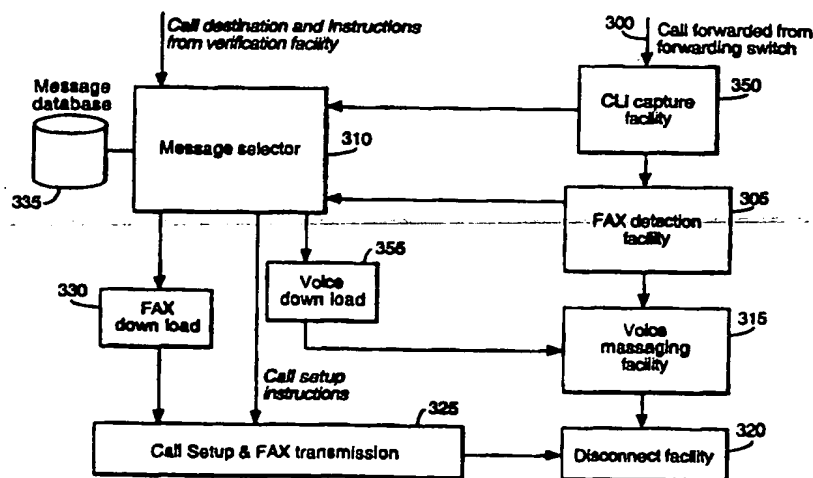 Call destination and instructions
from verification facility
300
Call forwarded from
forwarding switch
Message
database
335
Message selector
310
CLI capture
facility
350
FAX detection
facility
305
355
Voice
down load
330
FAX
down load
Voice
massaging
facility
315
Call setup
instructions
325
Call Setup & FAX transmission
Disconnect facility
320